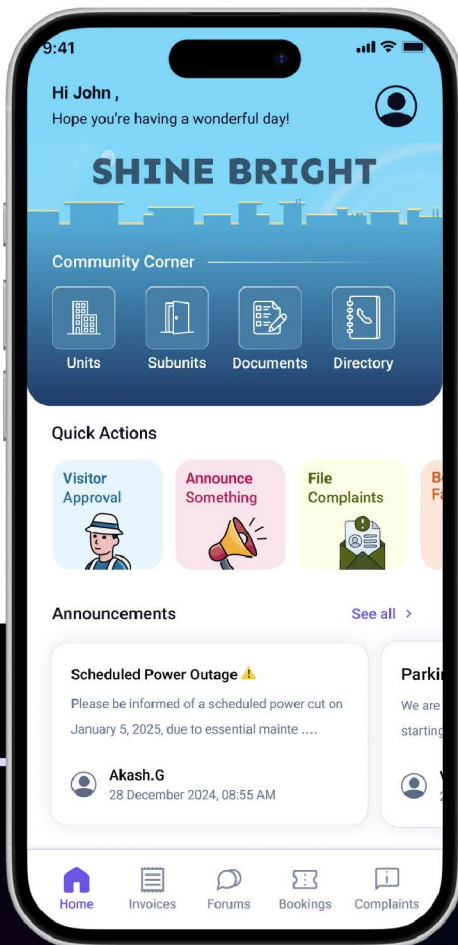 9:41
Hi John ,
Hope you're having a wonderful day!
SHINE BRIGHT
Community Corner
Units
Subunits
Documents
Directory
Quick Actions
Visitor
Approval
Announce
Something
File
Complaints
Announcements
See all >
Scheduled Power Outage
Please be informed of a scheduled power cut on
January 5, 2025, due to essential mainte ....
Akash.G
28 December 2024, 08:55 AM
We are
starting
Home
Invoices
Forums
Bookings
Complaints